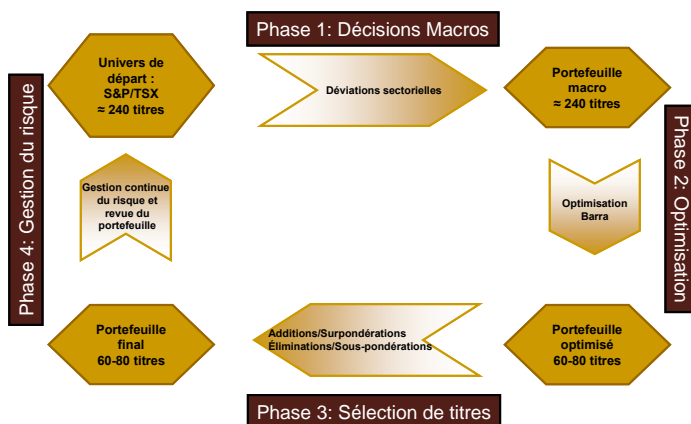 Phase 1: Décisions Macros
Univers de
départ :
S&P/TSX
≈ 240 titres
Déviations sectorielles
Portefeuille
macro
≈ 240 titres
Phase 2: Optimisation
Optimisation
Barra
Portefeuille
optimisé
60-80 titres
Additions/Surpondérations
Éliminations/Sous-pondérations
Phase 3: Sélection de titres
Portefeuille
final
60-80 titres
Gestion continue
du risque et
revue du
portefeuille
Phase 4: Gestion du risque